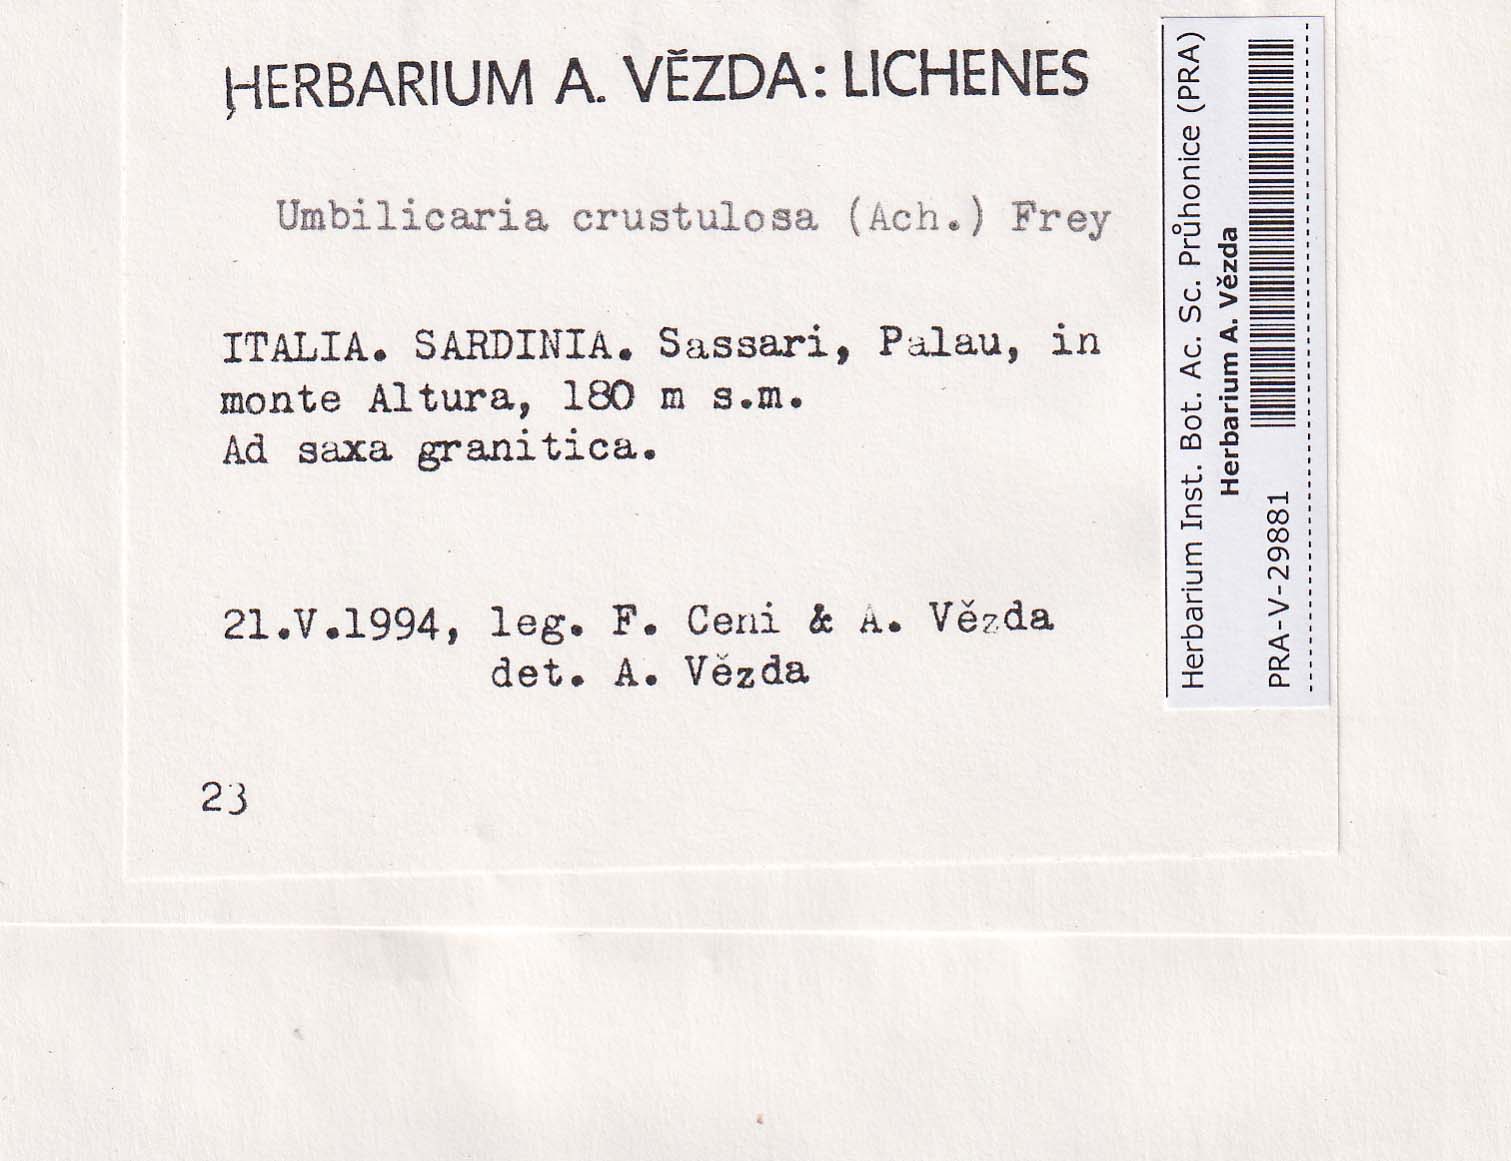 HERBARIUM A. VĚZDA: LICHENES
Umbilicaria crustulosa (Ach.) Frey
ITALIA. SARDINIA. Sassari, Palau, in
monte Altura, 180 m s.m.
Ad saxa granitica.
21.V.1994, leg. F. Ceni & A. Vězda
det. A. Vězda
23
Herbarium Inst. Bot. Ac. Sc. Průhonice (PRA)
Herbarium A. Vězda
PRA-V-29881